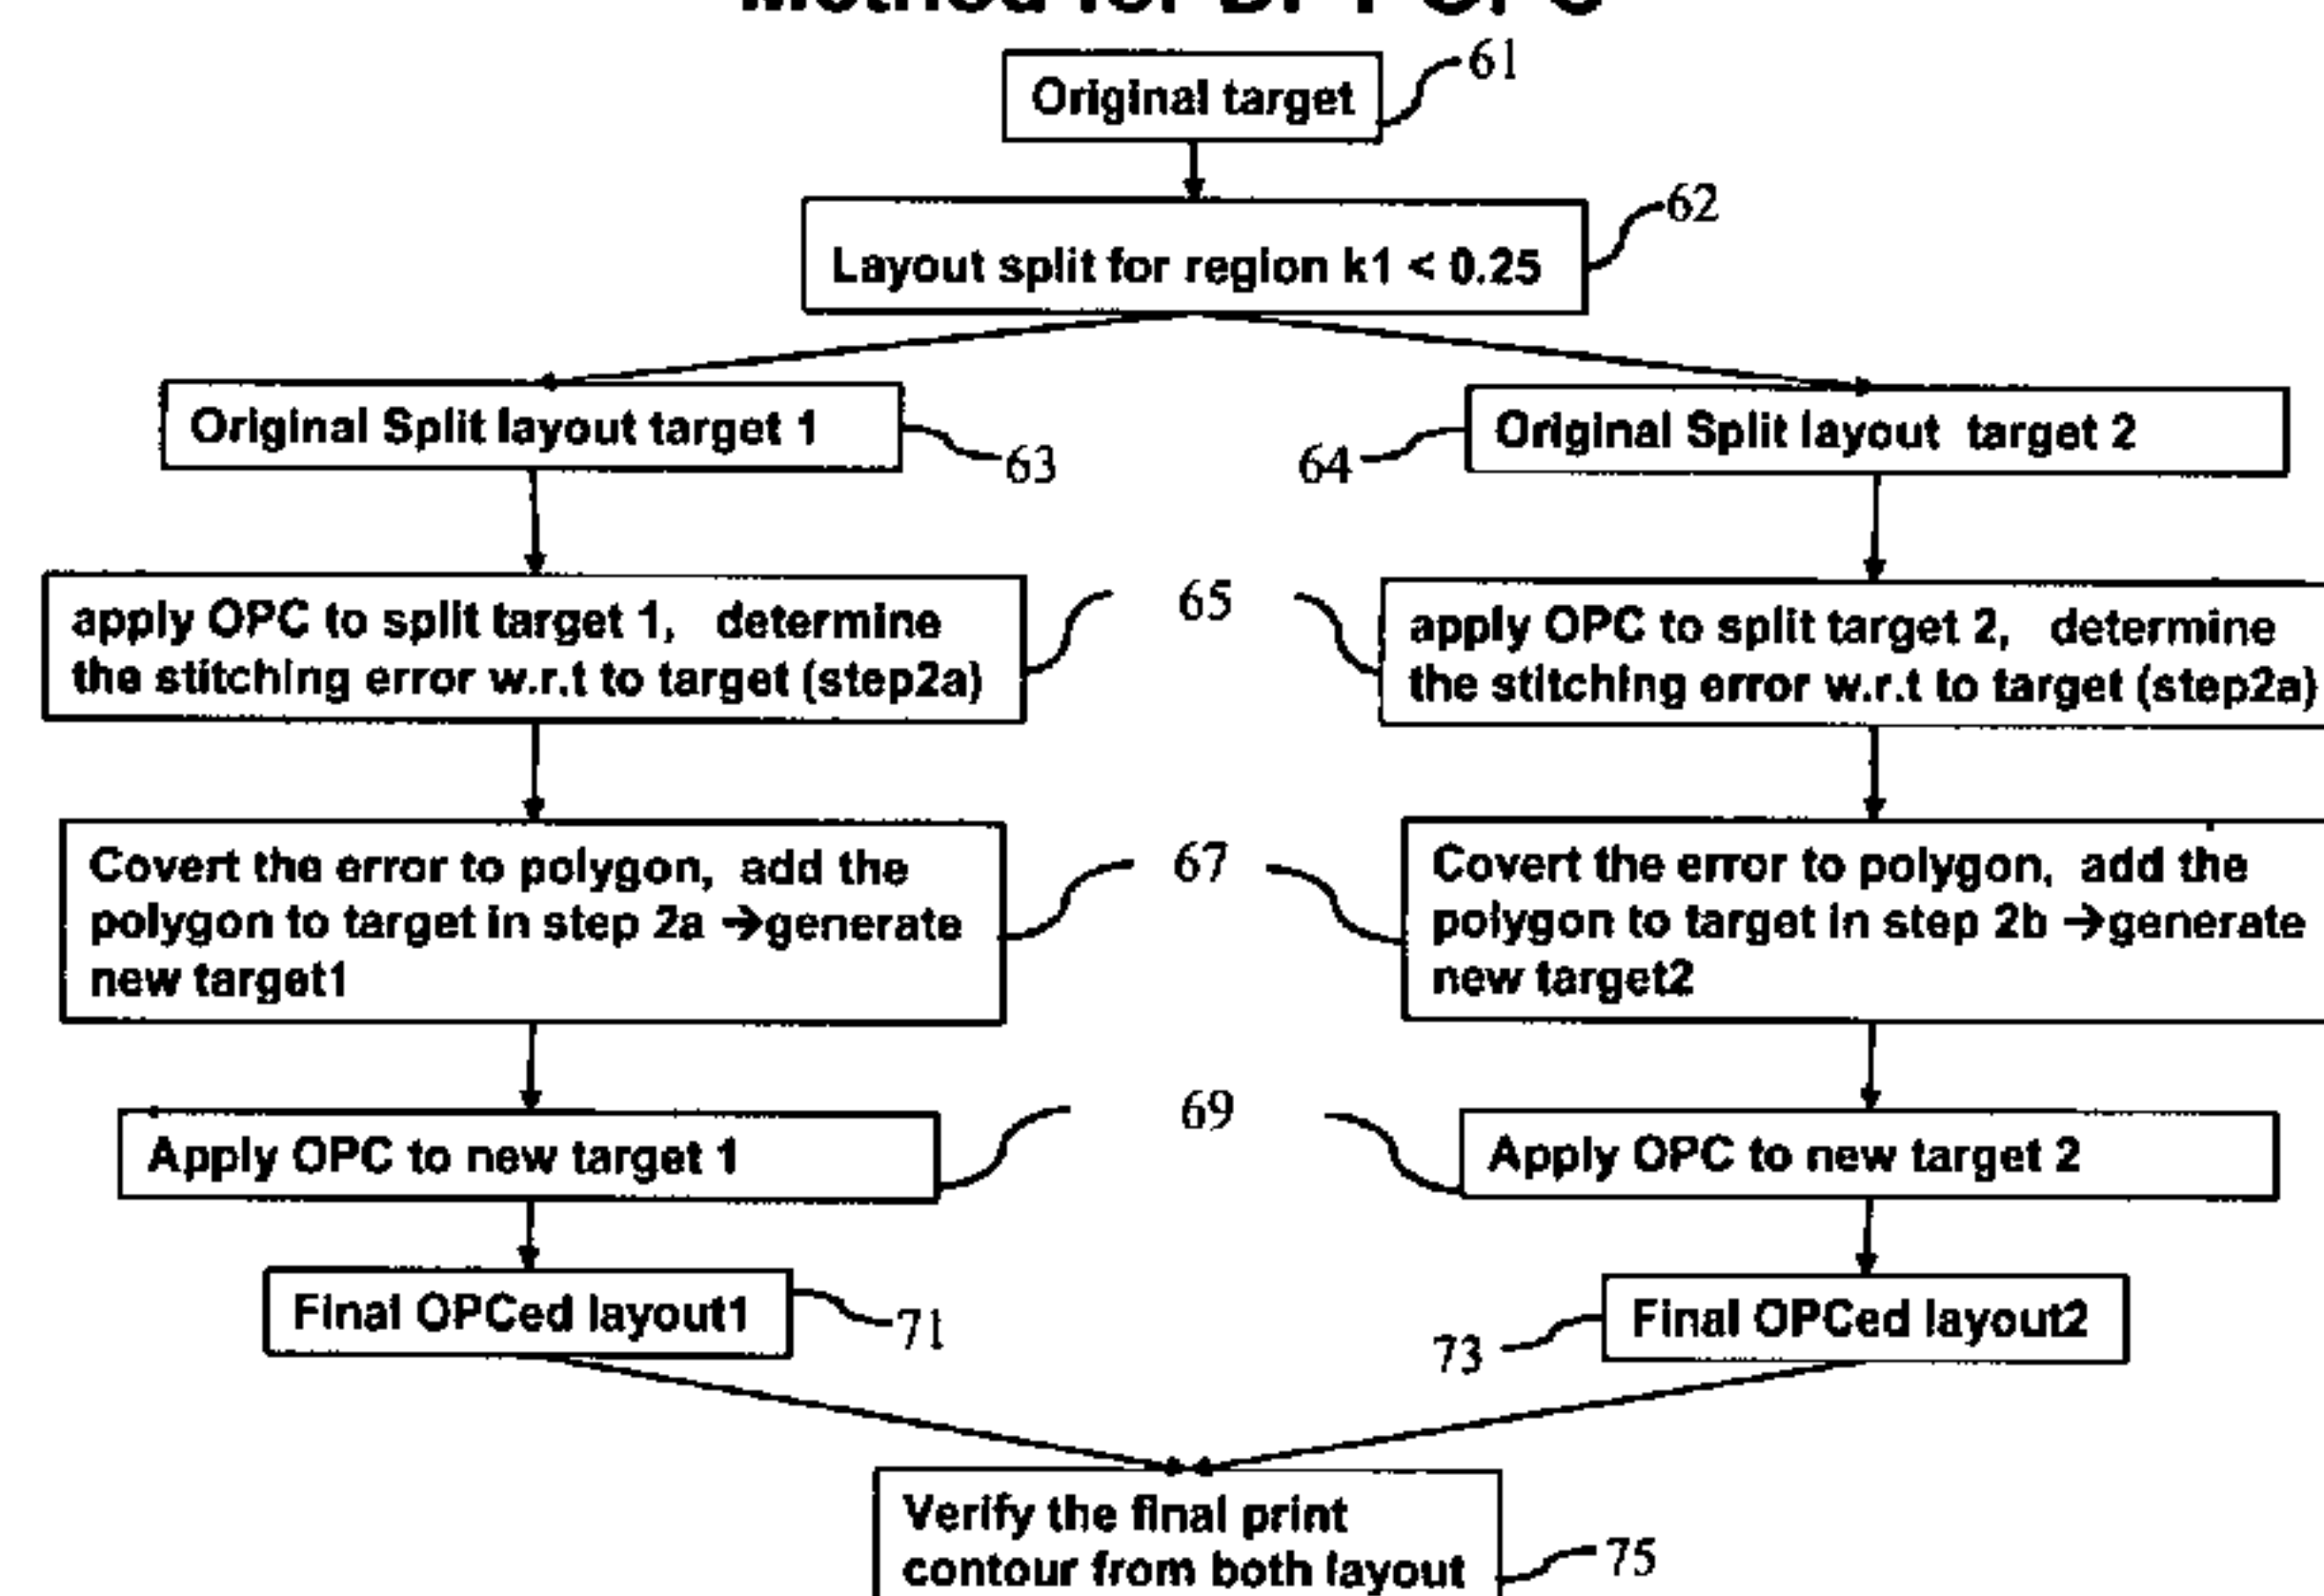 Method for DPT OPC
Original target
61
Layout split for region k1 < 0.25
62
Original Split layout target 1
63
64
Original Split layout target 2
apply OPC to split target 1, determine
the stitching error w.r.t to target (step2a)
65
apply OPC to split target 2, determine
the stitching error w.r.t to target (step2a)
Covert the error to polygon, add the
polygon to target in step 2a →generate
new target1
67
Covert the error to polygon, add the
polygon to target in step 2b →generate
new target2
Apply OPC to new target 1
69
Apply OPC to new target 2
Final OPCed layout1
71
73
Final OPCed layout2
Verify the final print
contour from both layout
75